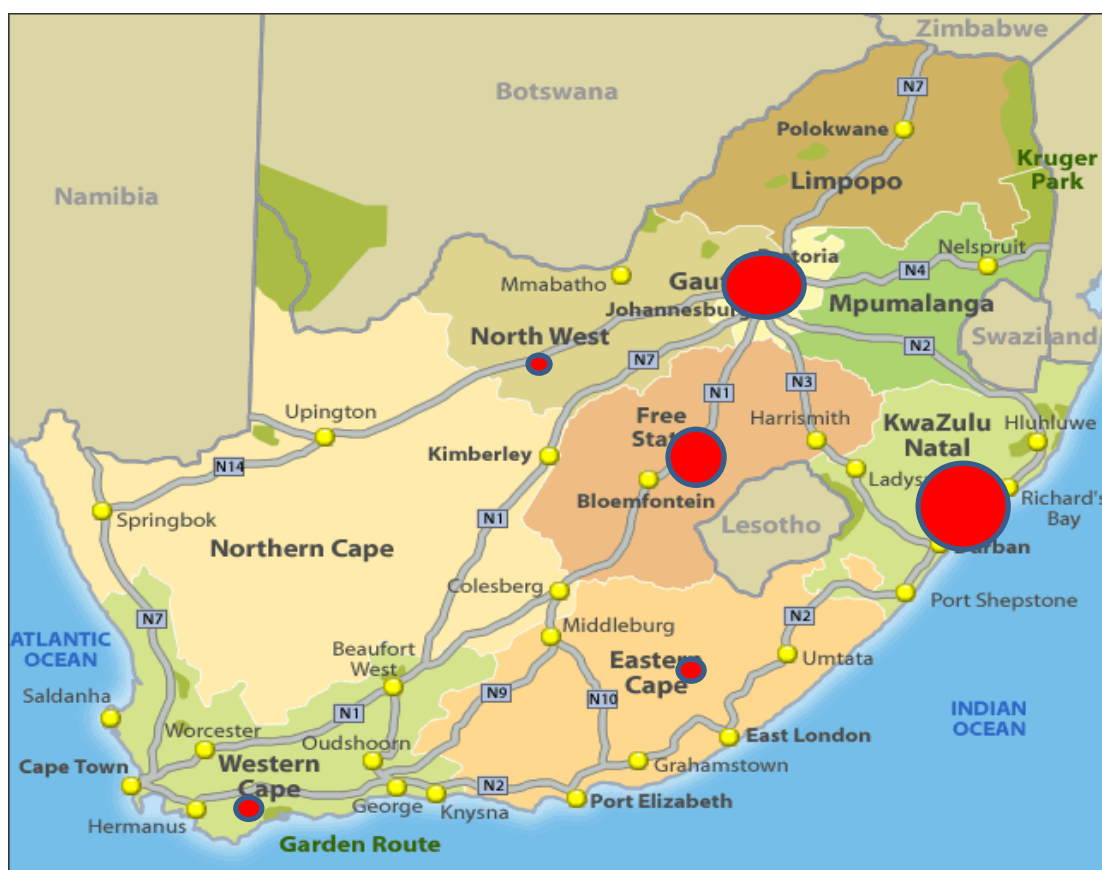 Zimbabwe
Botswana
N7
Polokwane
Kruger
Park
Limpopo
Namibia
Nelspruit
Mmabatho
N4
Mpumalanga
Johannesburg
North West
Swaziland
N2
N7
N1
N3
Upington
Free
Harrismith
KwaZulu
Natal
Hluhluwe
Kimberley
N14
Bloemfontein
Richard's
Bay
Springbok
N1
Lesotho
Northern Cape
Colesberg
Port Shepstone
N7
Middleburg
N2
ATLANTIC
OCEAN
Beaufort
West
Eastern
Cape
Umtata
Saldanha
N9
N10
INDIAN
OCEAN
N1
Worcester
Oudshoorn
East London
Western
Cape
Cape Town
Grahamstown
N2
George
Knysna
Port Elizabeth
Hermanus
Garden Route